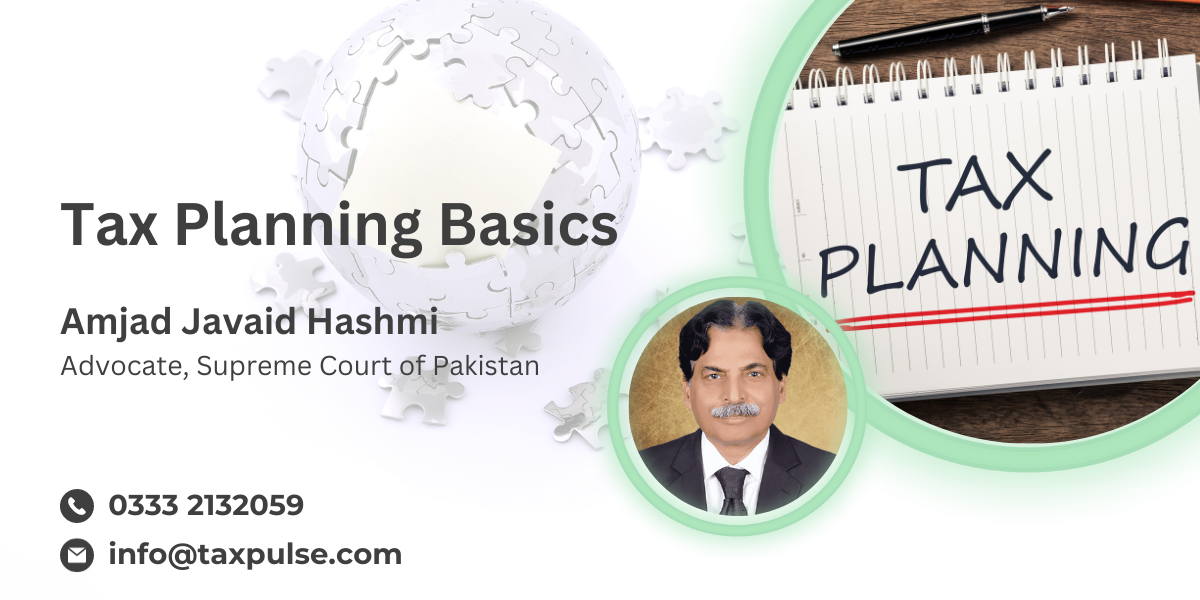 Tax Planning Basics
Amjad Javaid Hashmi
Advocate, Supreme Court of Pakistan
0333 2132059
info@taxpulse.com
TAX
PLANNING